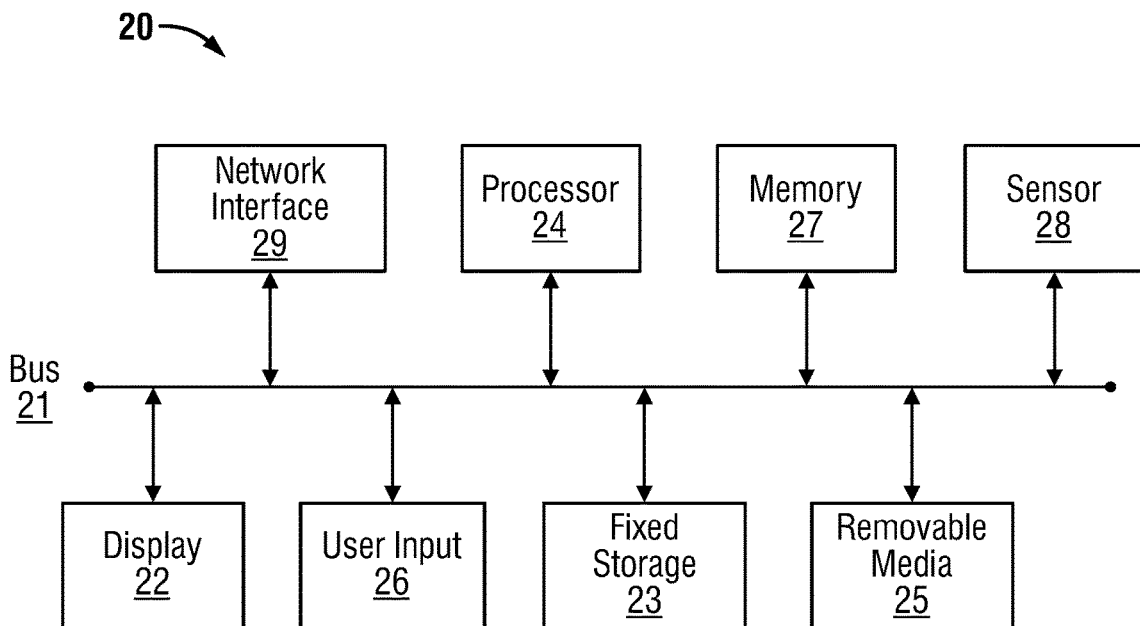 20
Network
Interface
29
Processor
24
Memory
27
Sensor
28
Bus
21
Display
22
User Input
26
Fixed
Storage
23
Removable
Media
25